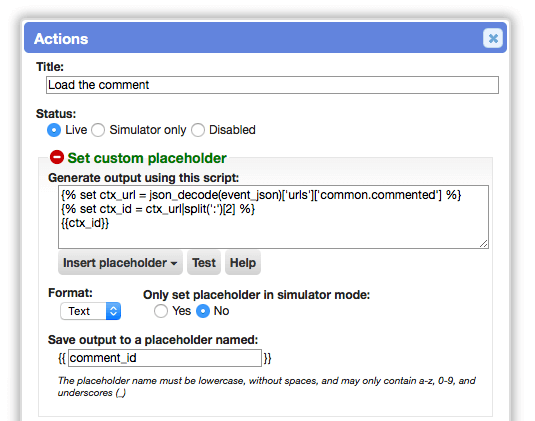 Actions
Title:
Load the comment
Status:
Live Simulator only Disabled
Set custom placeholder
Generate output using this script:
{% set ctx_url = json_decode(event_json)['urls']['common.commented'] %}
{% set ctx_id = ctx_url|split(':')[2] %}
{{ctx_id}}
Insert placeholder Test Help
Format: Only set placeholder in simulator mode:
Text Yes No
Save output to a placeholder named:
{{ comment_id }}
The placeholder name must be lowercase, without spaces, and may only contain a-z, 0-9, and
underscores (_)